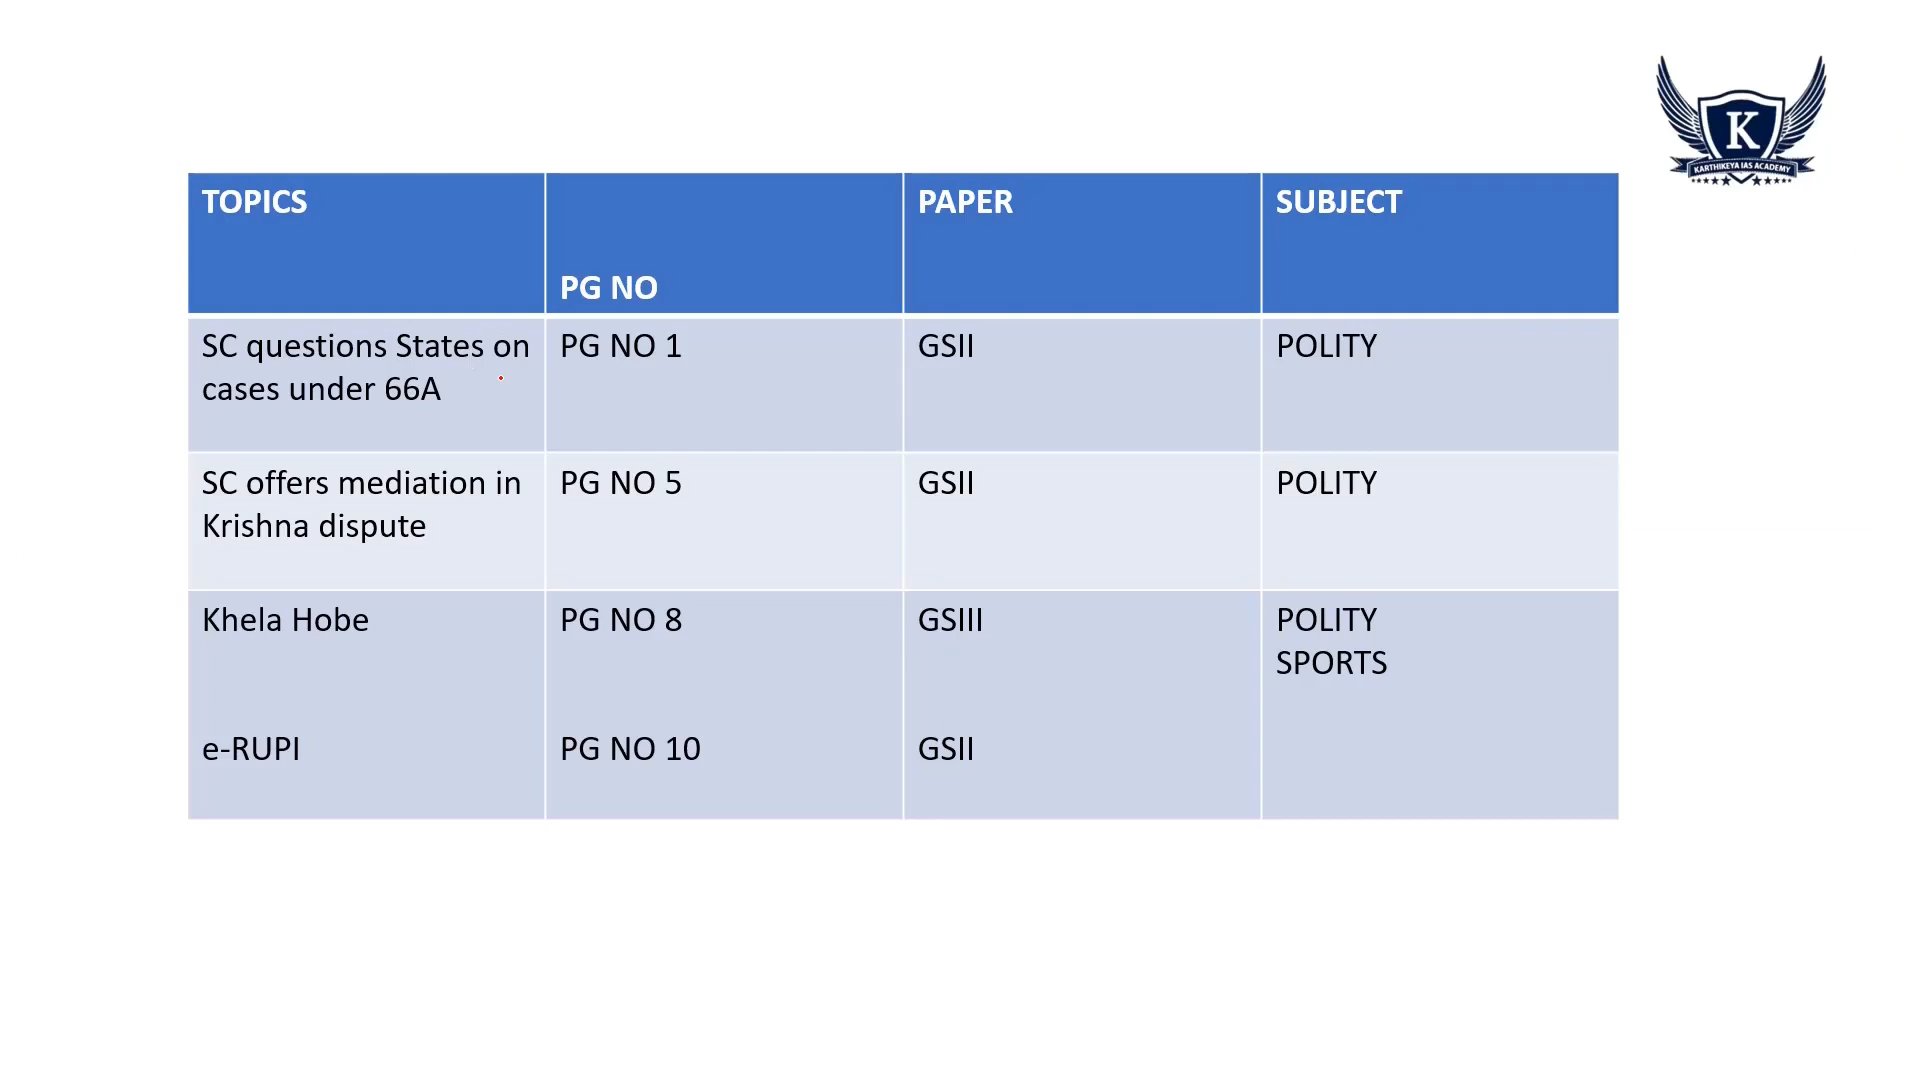 K
KARTHIKEYA IAS ACADEMY
TOPICS
PG NO
PAPER
SUBJECT
SC questions States on
cases under 66A
PG NO 1
GSII
POLITY
SC offers mediation in
Krishna dispute
PG NO 5
GSII
POLITY
Khela Hobe
PG NO 8
GSIII
POLITY
SPORTS
e-RUPI
PG NO 10
GSII